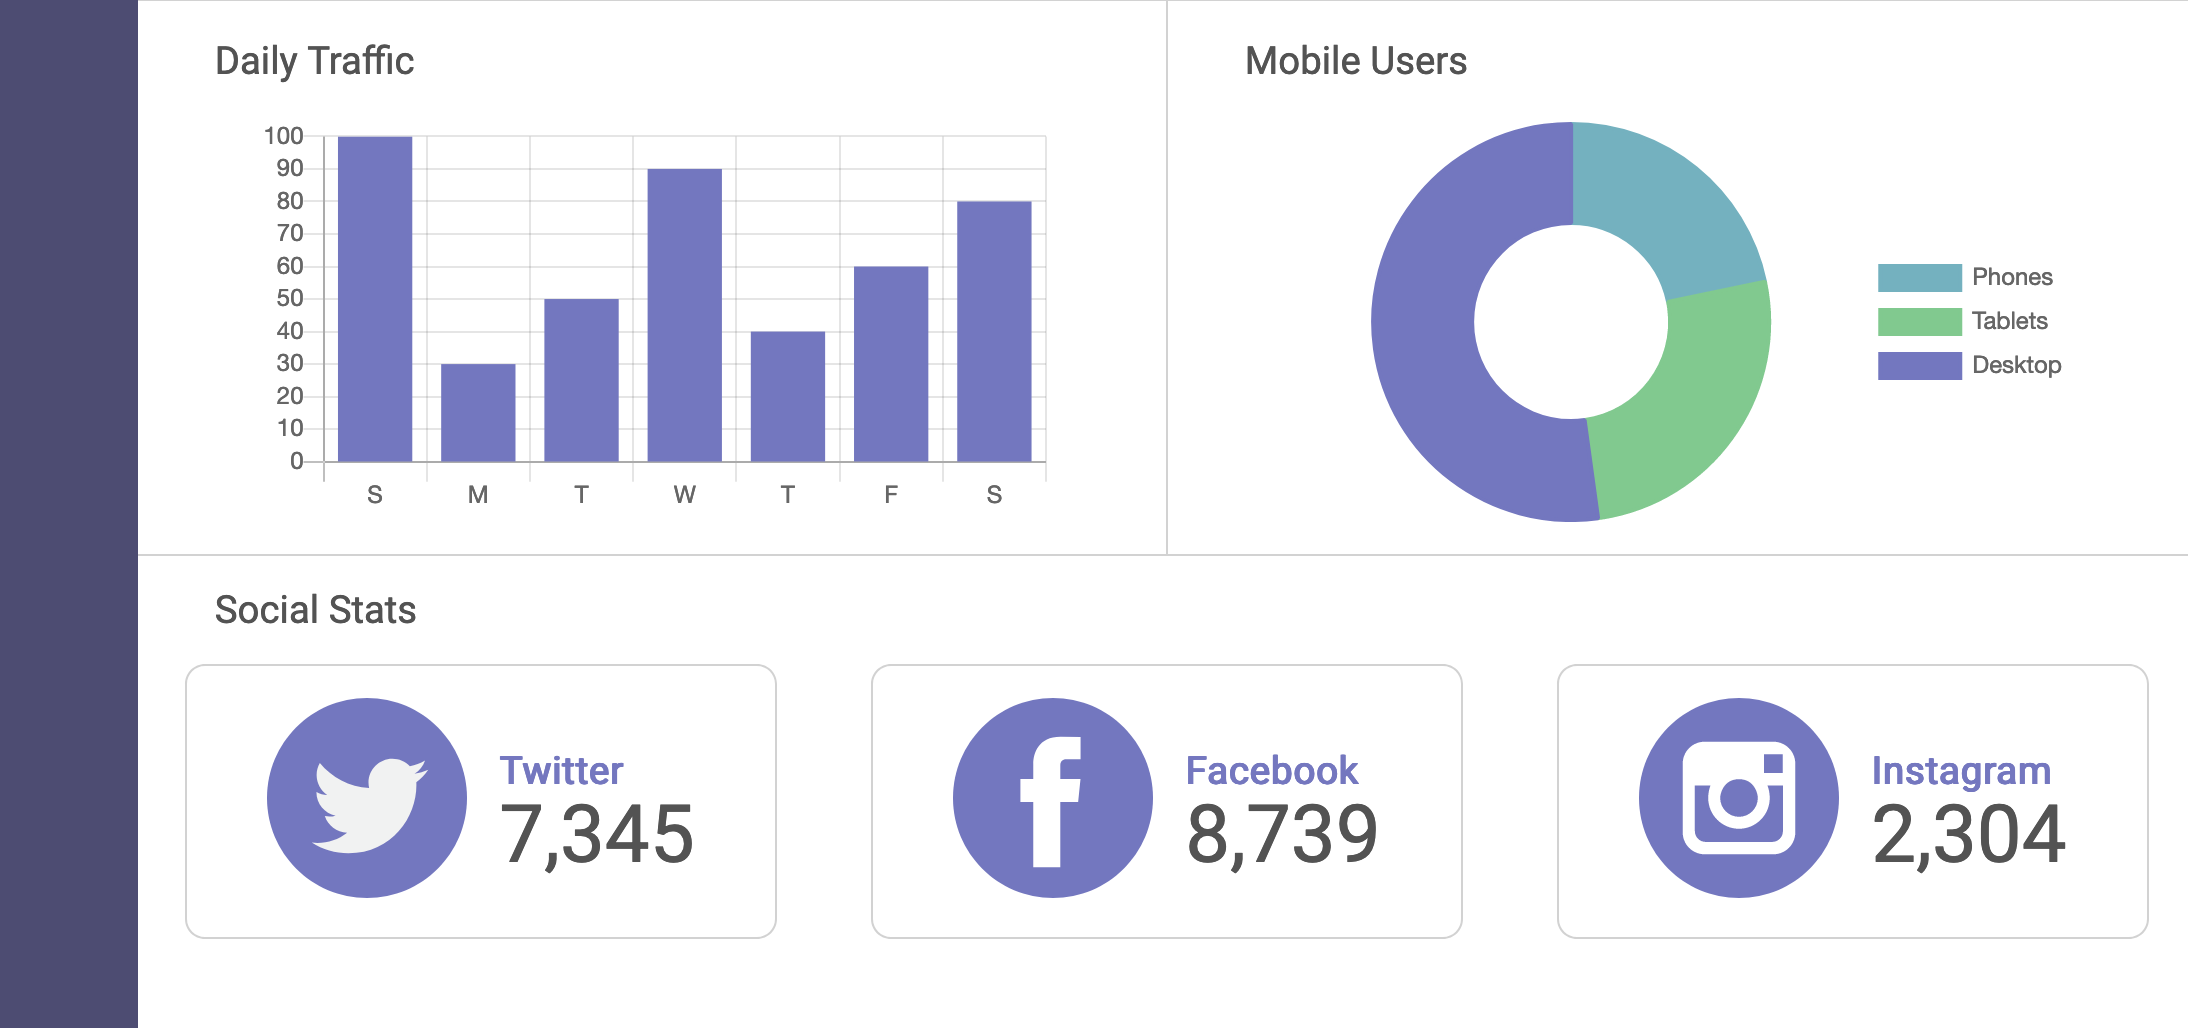 Daily Traffic
100
90
80
70
60
50
40
30
20
10
0
S M T W T F S
Mobile Users
Phones
Tablets
Desktop
Social Stats
Twitter
7,345
Facebook
8,739
Instagram
2,304